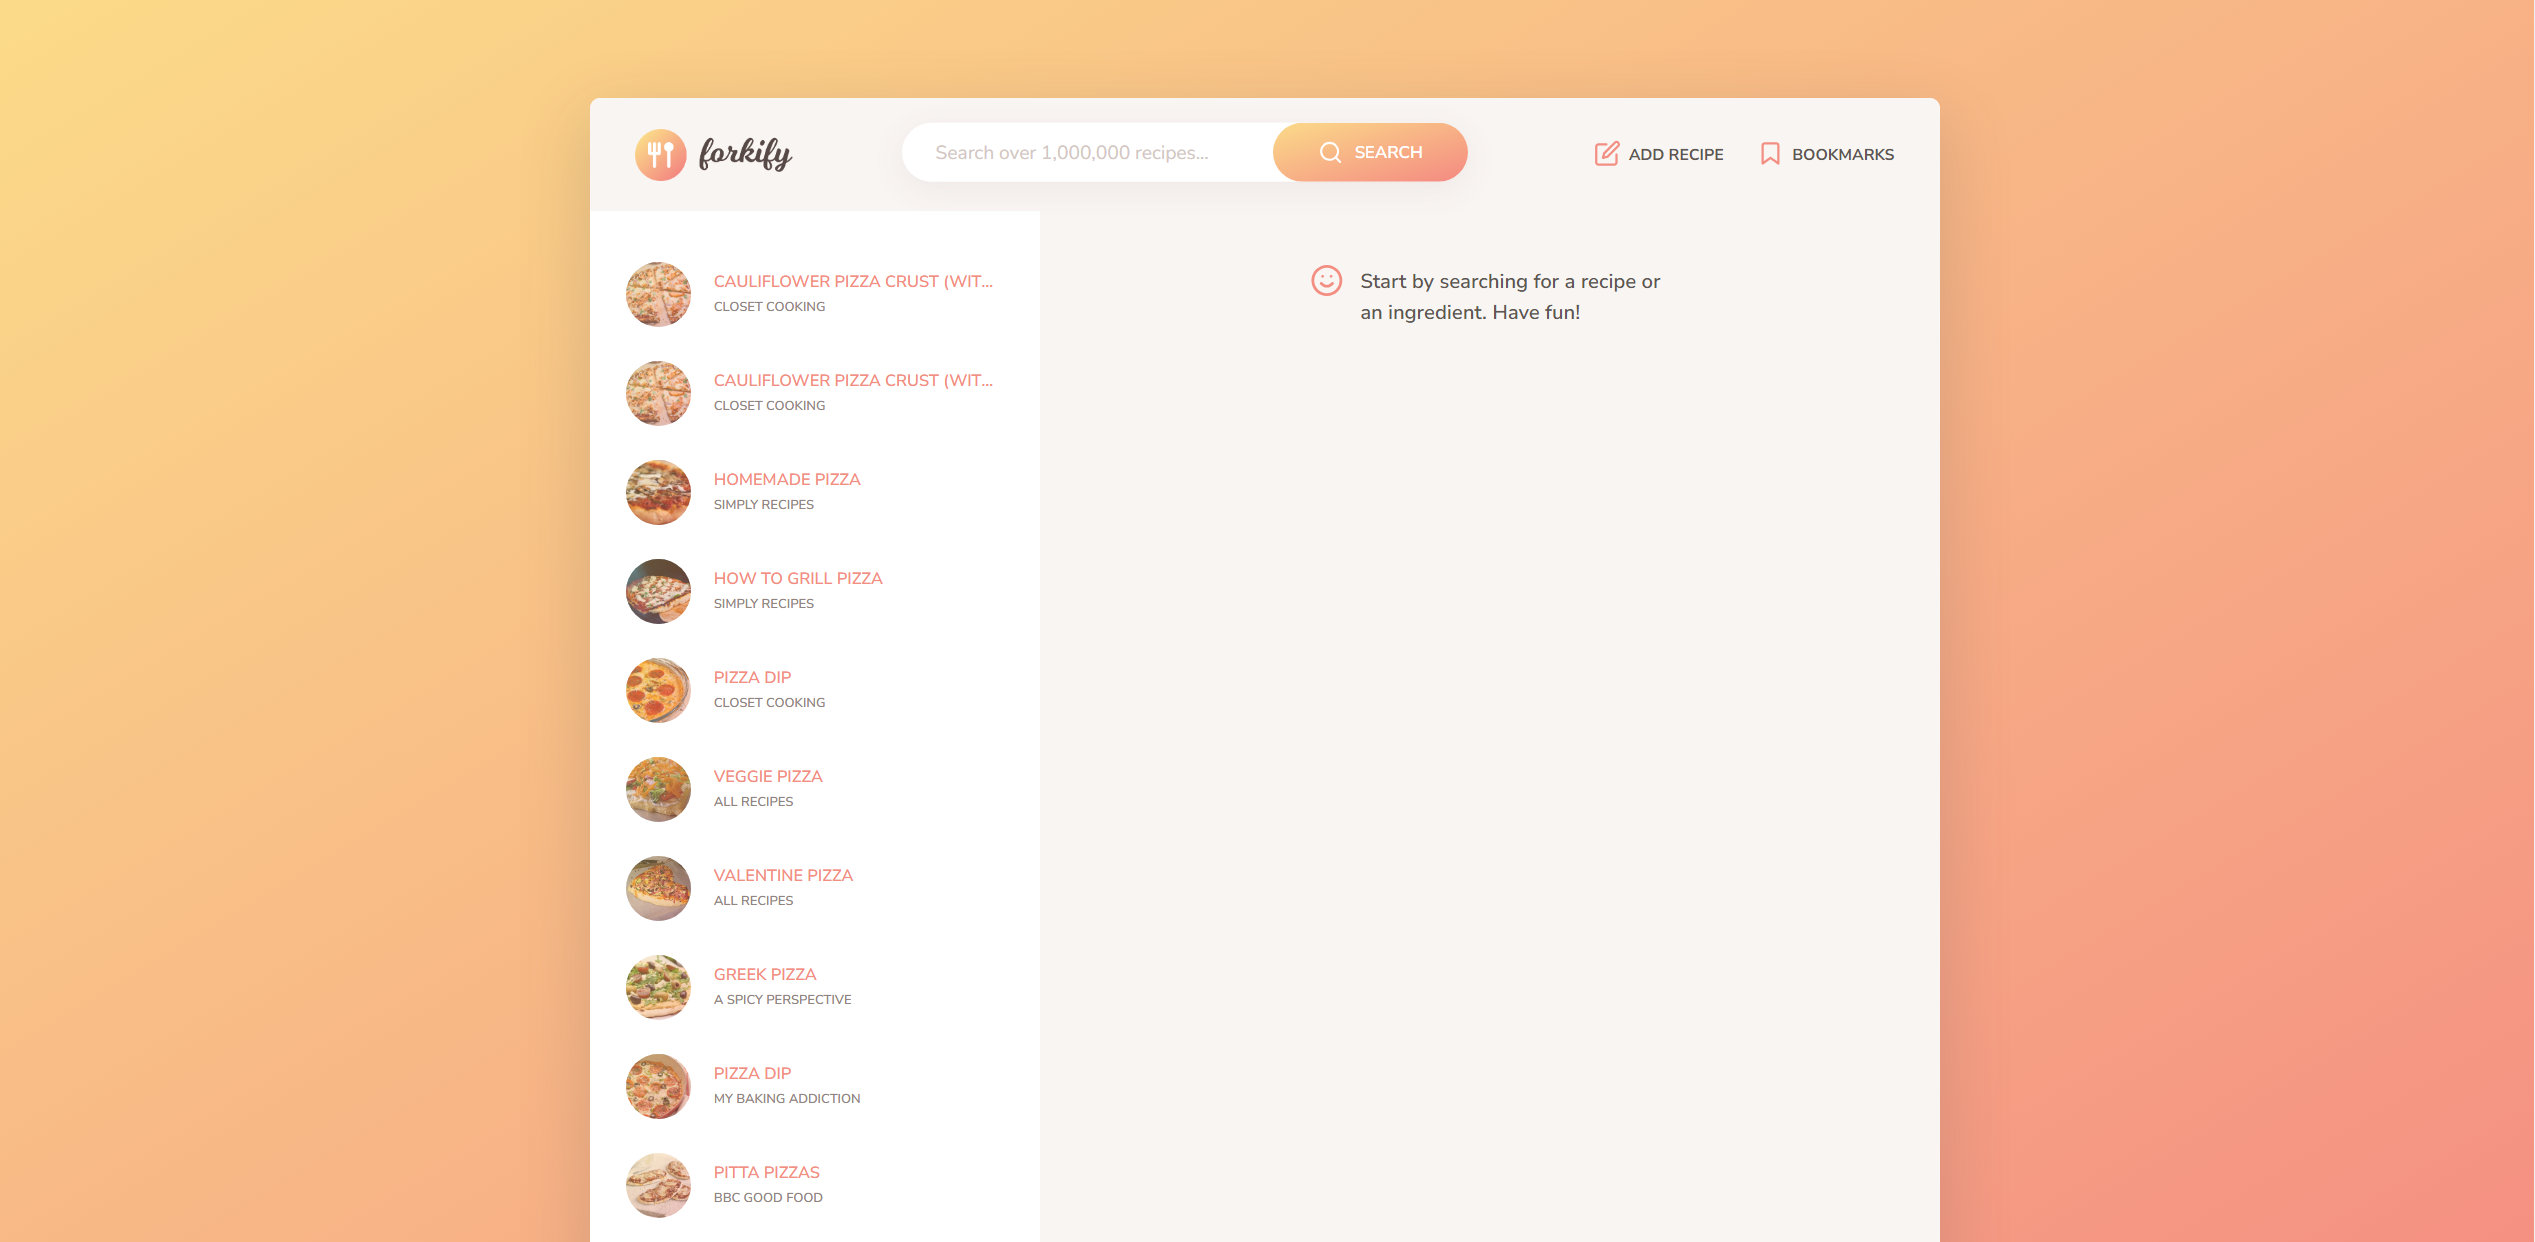 forkify
Search over 1,000,000 recipes...
SEARCH
ADD RECIPE
BOOKMARKS
CAULIFLOWER PIZZA CRUST (WIT...
CLOSET COOKING
CAULIFLOWER PIZZA CRUST (WIT...
CLOSET COOKING
HOMEMADE PIZZA
SIMPLY RECIPES
HOW TO GRILL PIZZA
SIMPLY RECIPES
PIZZA DIP
CLOSET COOKING
VEGGIE PIZZA
ALL RECIPES
VALENTINE PIZZA
ALL RECIPES
GREEK PIZZA
A SPICY PERSPECTIVE
PIZZA DIP
MY BAKING ADDICTION
PITTA PIZZAS
BBC GOOD FOOD
Start by searching for a recipe or
an ingredient. Have fun!